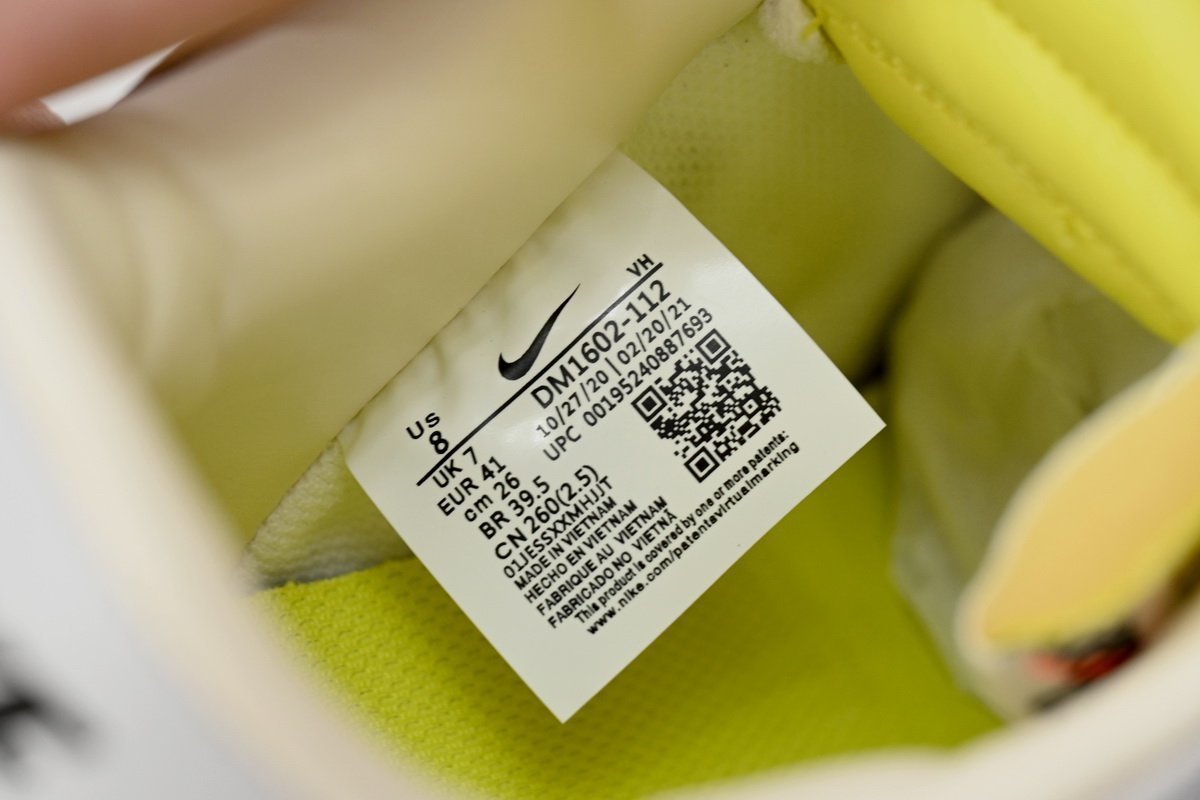 VH
US
8
DM1602-112
UK 7
10/27/20 | 02/20/21
EUR 41
UPC 00195240887693
cm 26
BR 39.5
CN 260(2.5)
01JESSXXMHJJT
MADE IN VIETNAM
HECHO EN VIETNAM
FABRIQUE AU VIETNAM
FABRICADO NO VIETNA
This product is covered by one or more patents:
www.nike.com/patentsvirtualmarking